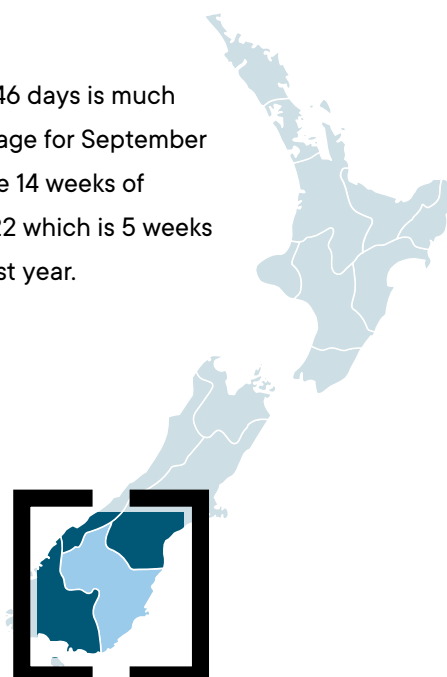 46 days is much
age for September
e 14 weeks of
22 which is 5 weeks
st year.